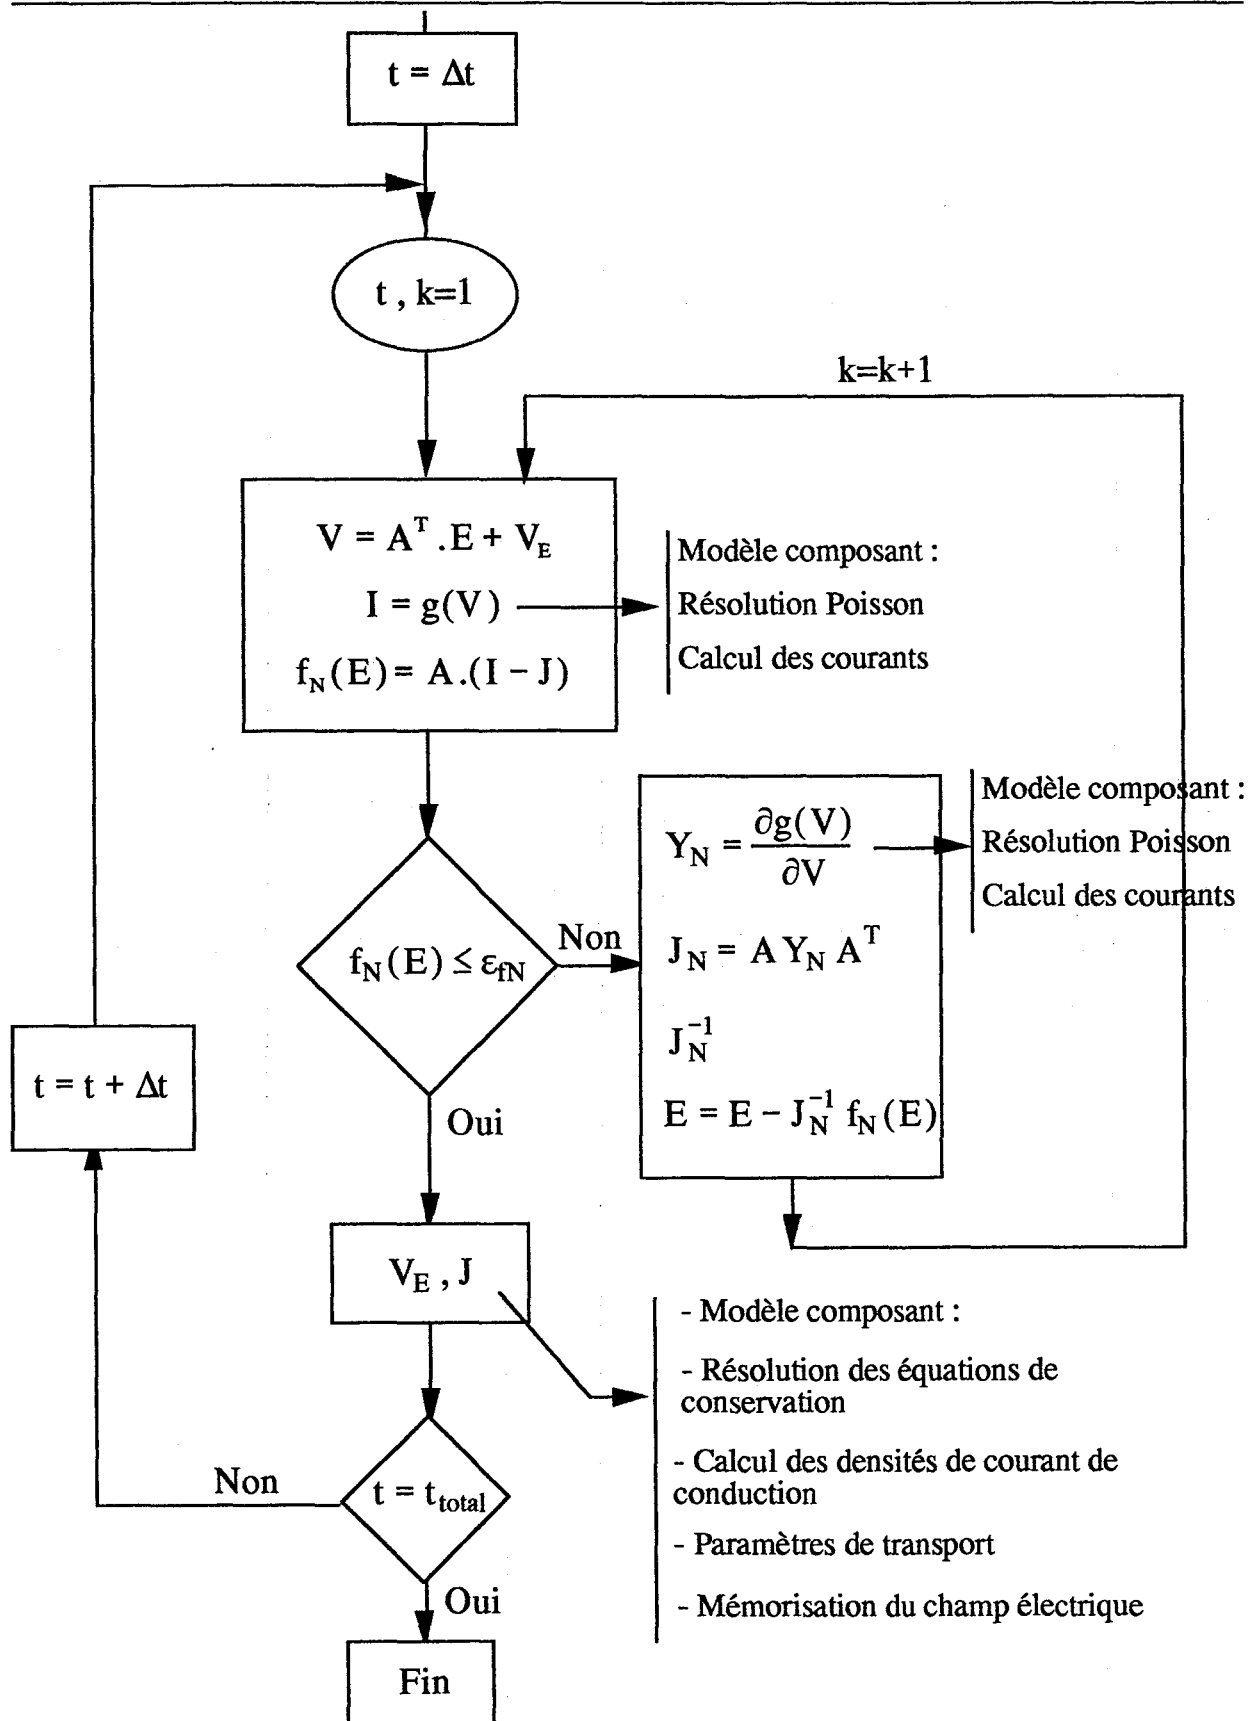 t = Δt
t , k=1
k=k+1
V = A^T .E + V_E
I = g(V)
f_N(E) = A.(I − J)
Modèle composant :
Résolution Poisson
Calcul des courants
Y_N = ∂g(V)/∂V
J_N = A Y_N A^T
J_N^-1
E = E − J_N^-1 f_N(E)
Modèle composant :
Résolution Poisson
Calcul des courants
f_N(E) ≤ ε_fN
Non
Oui
t = t + Δt
V_E , J
- Modèle composant :
- Résolution des équations de
conservation
- Calcul des densités de courant de
conduction
- Paramètres de transport
- Mémorisation du champ électrique
t = t_total
Non
Oui
Fin